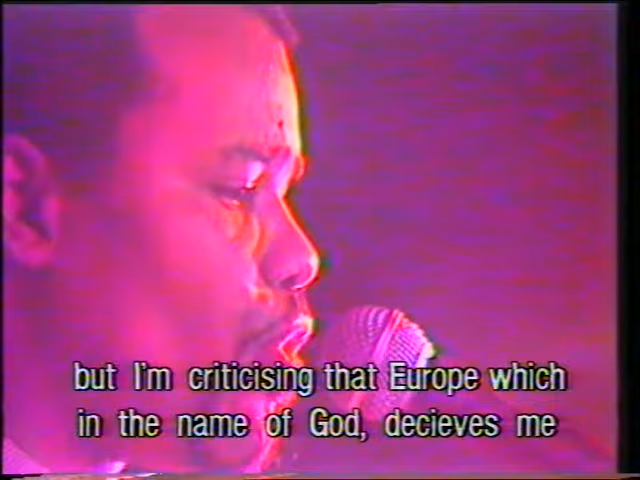 but I'm criticising that Europe which
in the name of God, decieves me